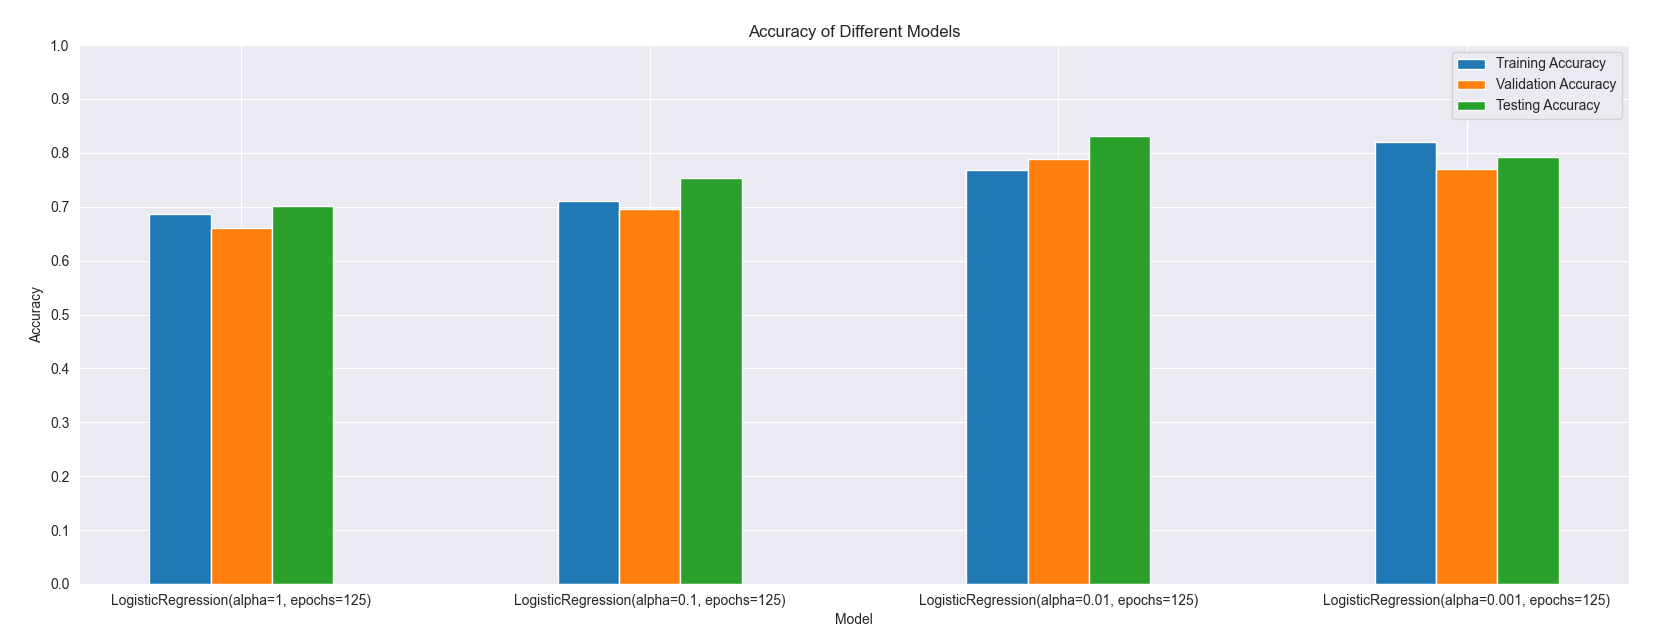 Accuracy of Different Models
1.0
0.9
0.8
0.7
0.6
0.5
0.4
0.3
0.2
0.1
0.0
Accuracy
Training Accuracy
Validation Accuracy
Testing Accuracy
LogisticRegression(alpha=1, epochs=125)
LogisticRegression(alpha=0.1, epochs=125)
LogisticRegression(alpha=0.01, epochs=125)
LogisticRegression(alpha=0.001, epochs=125)
Model